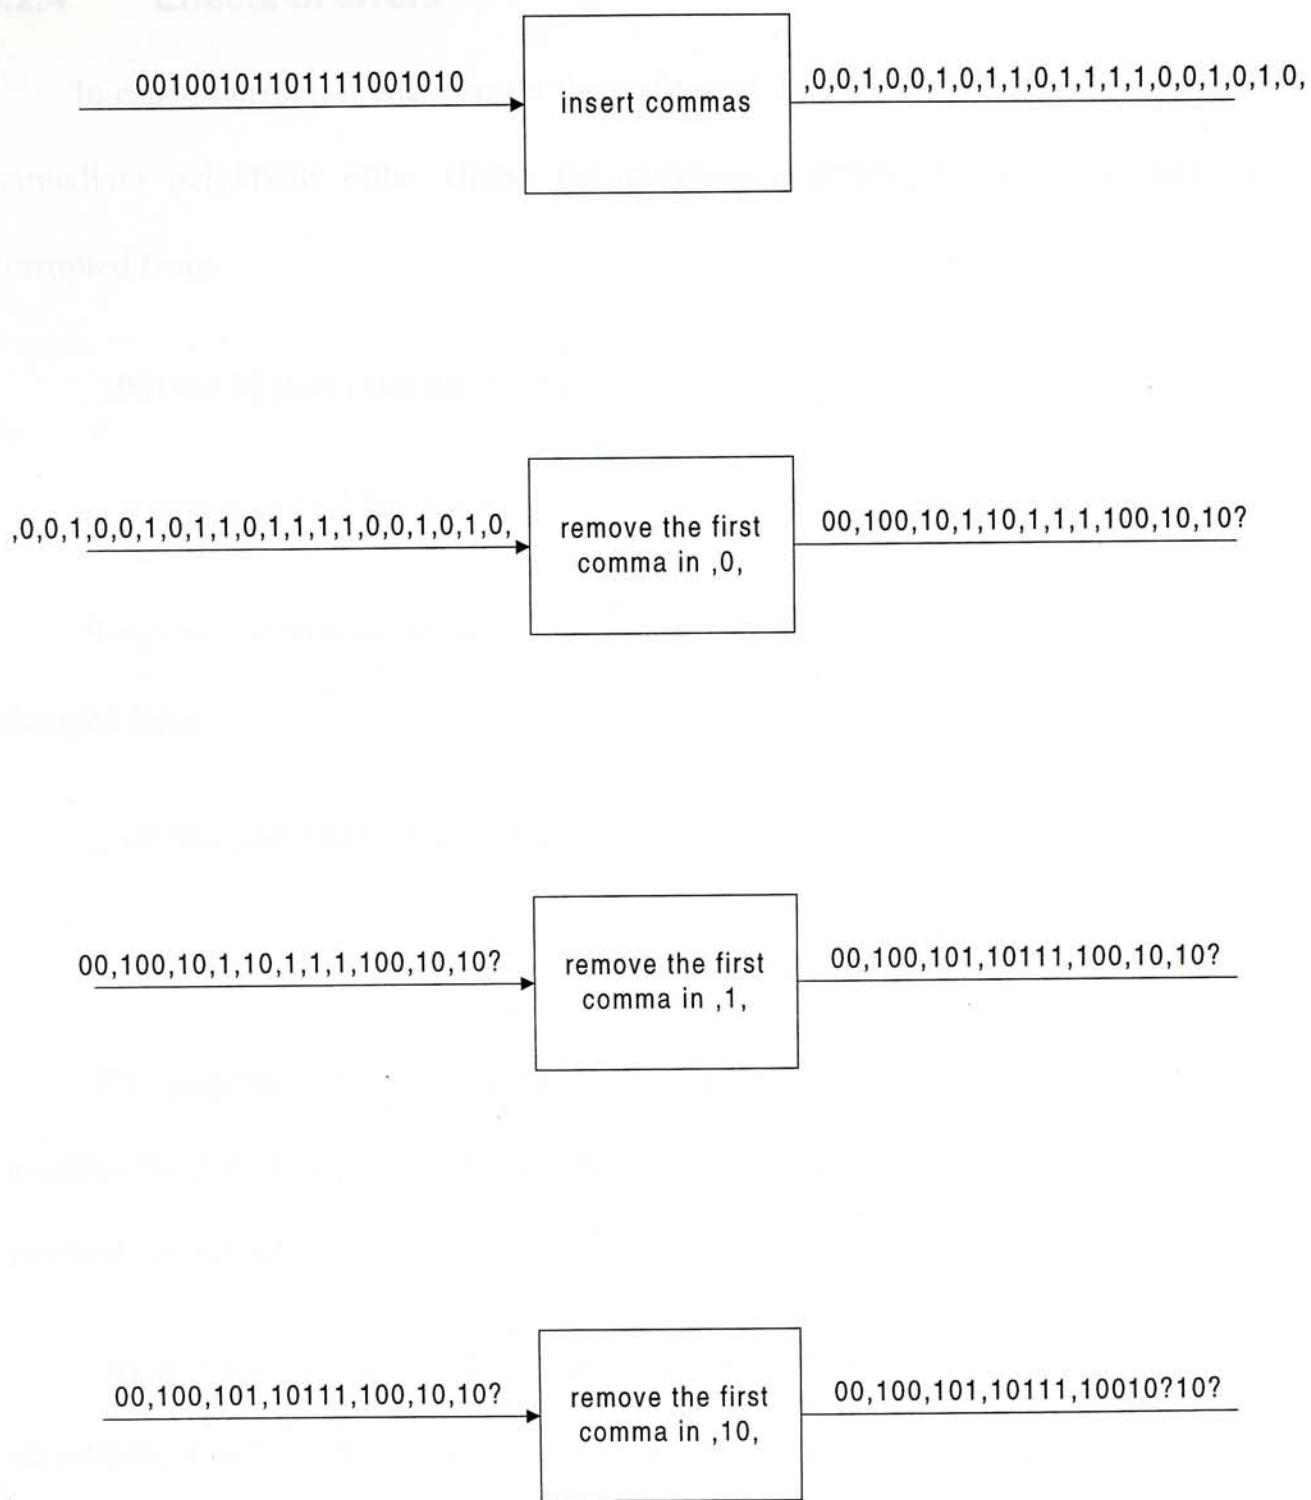 001001011011110010​10
insert commas
,0,0,1,0,0,1,0,1,1,0,1,1,1,1,0,0,1,0,1,0,
,0,0,1,0,0,1,0,1,1,0,1,1,1,1,0,0,1,0,1,0,
remove the first
comma in ,0,
00,100,10,1,10,1,1,1,100,10,10?
00,100,10,1,10,1,1,1,100,10,10?
remove the first
comma in ,1,
00,100,101,10111,100,10,10?
00,100,101,10111,100,10,10?
remove the first
comma in ,10,
00,100,101,10111,10010?10?